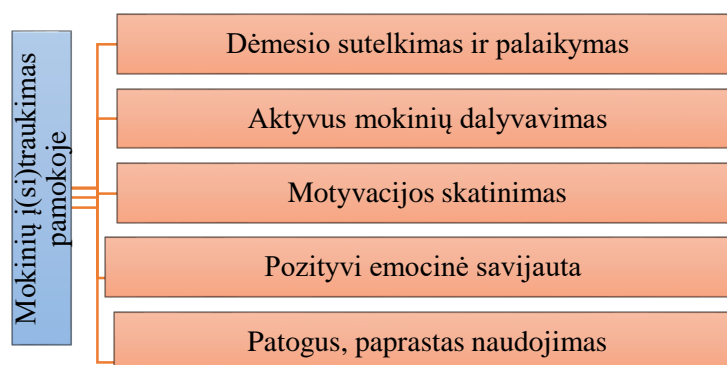 Mokinių į(si)traukimas
pamokoje
Dėmesio sutelkimas ir palaikymas
Aktyvus mokinių dalyvavimas
Motyvacijos skatinimas
Pozityvi emocinė savijauta
Patogus, paprastas naudojimas